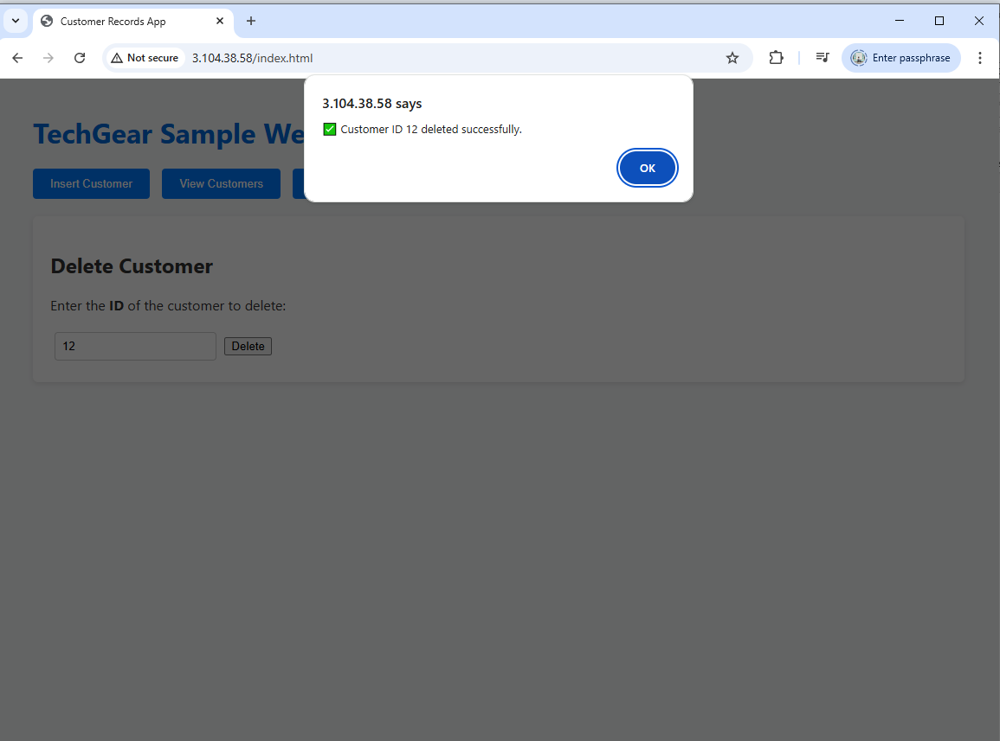 Customer Records App
Not secure
3.104.38.58/index.html
Enter passphrase
3.104.38.58 says
✅ Customer ID 12 deleted successfully.
OK
TechGear Sample We
Insert Customer
View Customers
Delete Customer
Enter the ID of the customer to delete:
12
Delete